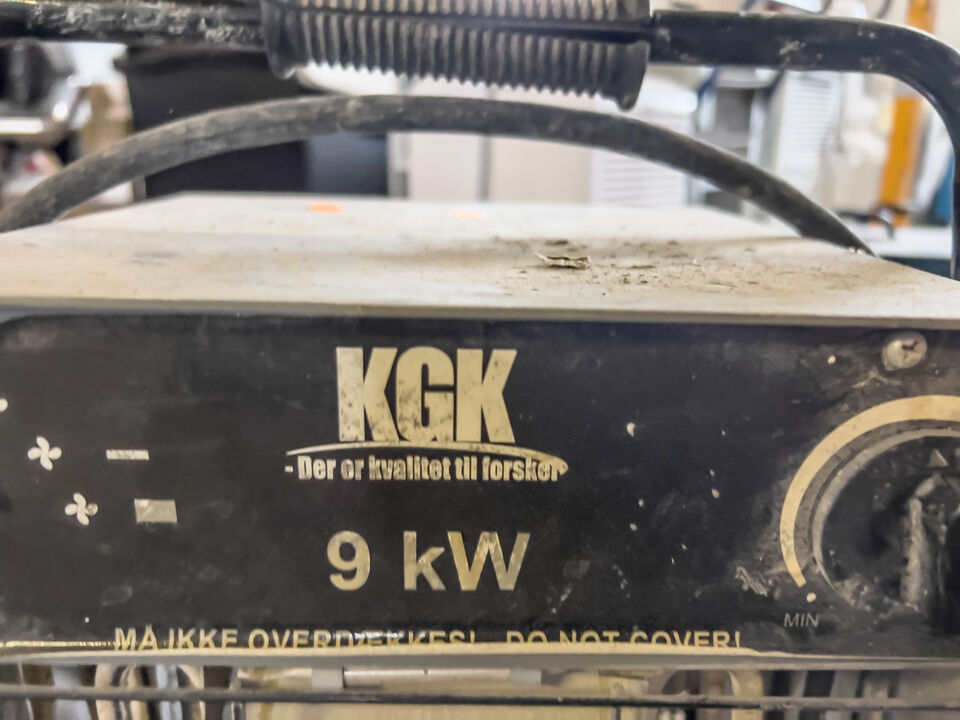 KGK
- Der er kvalitet til forskel
9 kW
MIN
MÅ IKKE OVERDÆKKES! DO NOT COVER!